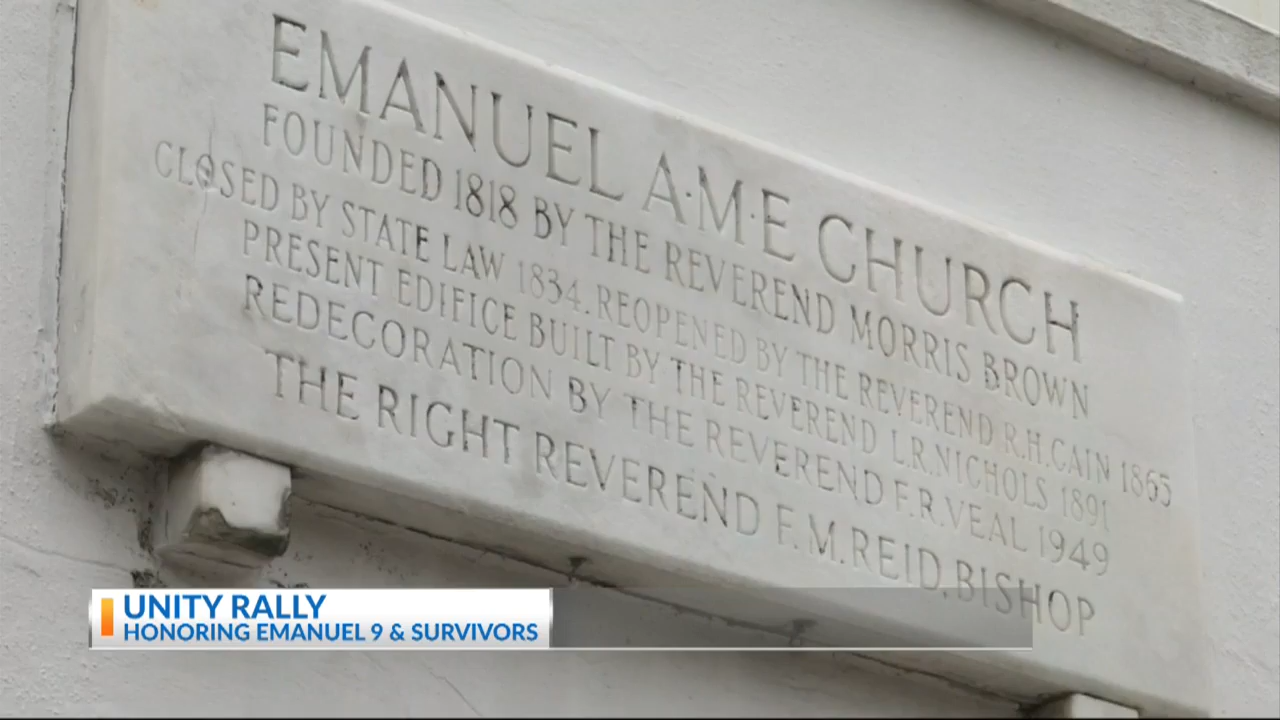 EMANUEL A·M·E CHURCH
FOUNDED 1818 BY THE REVEREND MORRIS BROWN
CLOSED BY STATE LAW 1834. REOPENED BY THE REVEREND R.H.CAIN 1865
PRESENT EDIFICE BUILT BY THE REVEREND L.R.NICHOLS 1891
REDECORATION BY THE REVEREND F.R.VEAL 1949
THE RIGHT REVEREND F.M.REID, BISHOP
UNITY RALLY
HONORING EMANUEL 9 & SURVIVORS